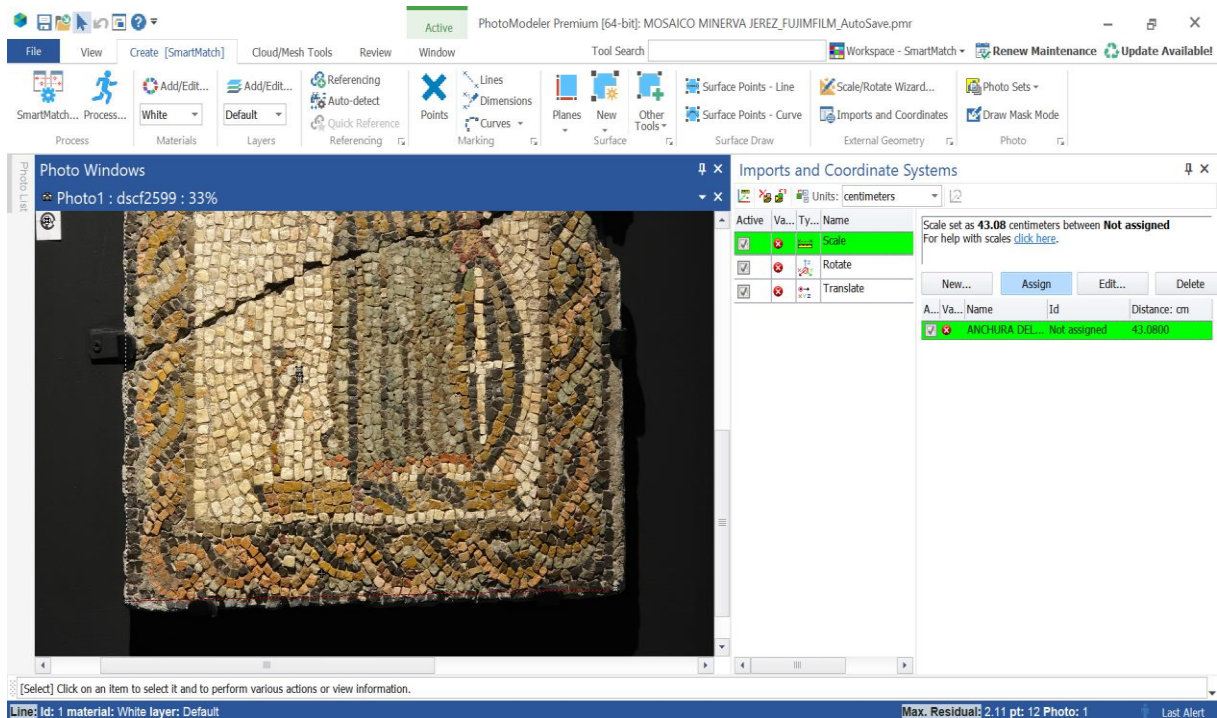 Active
PhotoModeler Premium [64-bit]: MOSAICO MINERVA JEREZ_FUJIMFILM_AutoSave.pmr
File View Create [SmartMatch] Cloud/Mesh Tools Review Window Tool Search Workspace - SmartMatch Renew Maintenance Update Available!
SmartMatch... Process...
Process
Add/Edit...
White
Materials
Add/Edit...
Default
Layers
Referencing
Auto-detect
Quick Reference
Referencing
Points
Lines
Dimensions
Curves
Marking
Planes New Other Tools
Surface
Surface Points - Line
Surface Points - Curve
Surface Draw
Scale/Rotate Wizard...
Imports and Coordinates
External Geometry
Photo Sets
Draw Mask Mode
Photo
Photo List
Photo Windows
Photo1 : dscf2599 : 33%
Imports and Coordinate Systems
Units: centimeters
Active Va... Ty... Name
Scale
Rotate
Translate
Scale set as 43.08 centimeters between Not assigned
For help with scales click here.
New... Assign Edit... Delete
A... Va... Name Id Distance: cm
ANCHURA DEL... Not assigned 43.0800
[Select] Click on an item to select it and to perform various actions or view information.
Line: Id: 1 material: White layer: Default Max. Residual: 2.11 pt: 12 Photo: 1 Last Alert